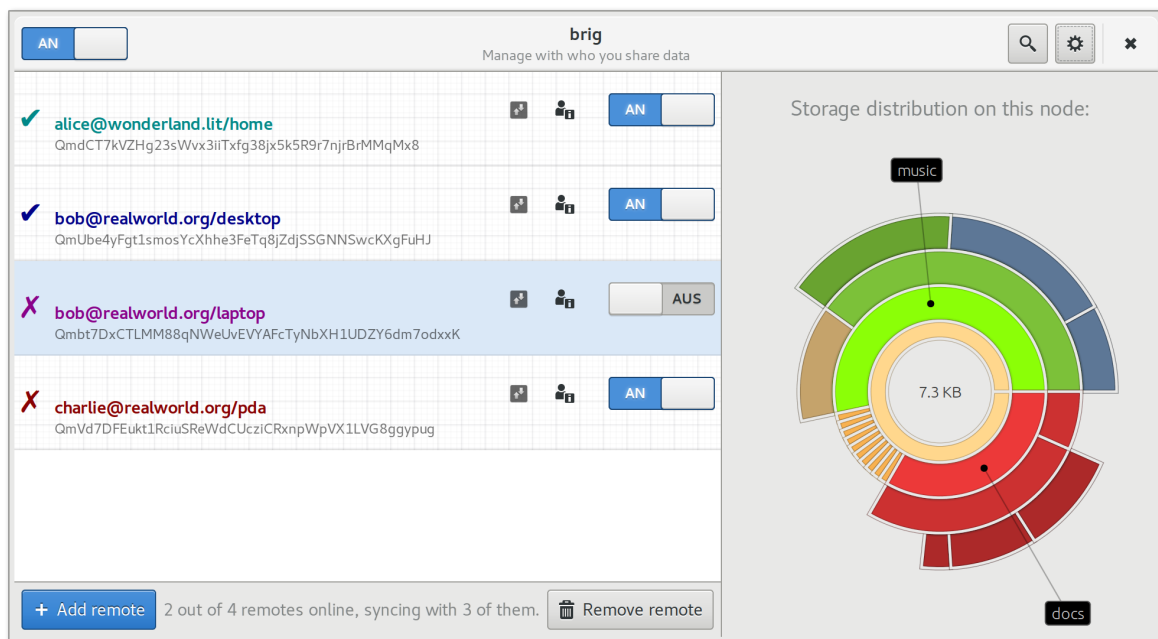 AN
brig
Manage with who you share data
alice@wonderland.lit/home
QmdCT7kVZHg23sWvx3iiTxfg38jx5k5R9r7njrBrMMqMx8
AN
bob@realworld.org/desktop
QmUbe4yFgt1smosYcXhhe3FeTq8jZdjSSGNNSwcKXgFuHJ
AN
bob@realworld.org/laptop
Qmbt7DxCTLMM88qNWeUvEVYAFcTyNbXH1UDZY6dm7odxxK
AUS
charlie@realworld.org/pda
QmVd7DFEukt1RciuSReWdCUcziCRxnpWpVX1LVG8ggypug
AN
+ Add remote
2 out of 4 remotes online, syncing with 3 of them.
Remove remote
Storage distribution on this node:
music
7.3 KB
docs